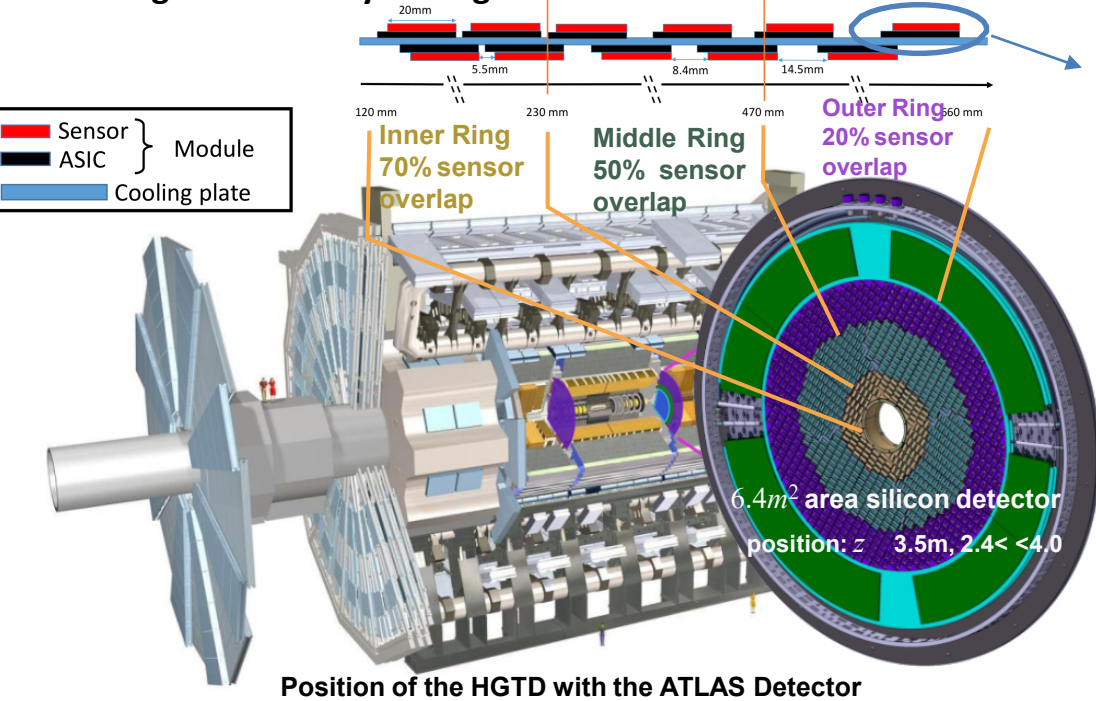 20mm
5.5mm
8.4mm
14.5mm
120 mm
230 mm
470 mm
660 mm
Sensor
ASIC
Module
Cooling plate
Inner Ring
70% sensor
overlap
Middle Ring
50% sensor
overlap
Outer Ring
20% sensor
overlap
6.4m² area silicon detector
position: z 3.5m, 2.4< <4.0
Position of the HGTD with the ATLAS Detector